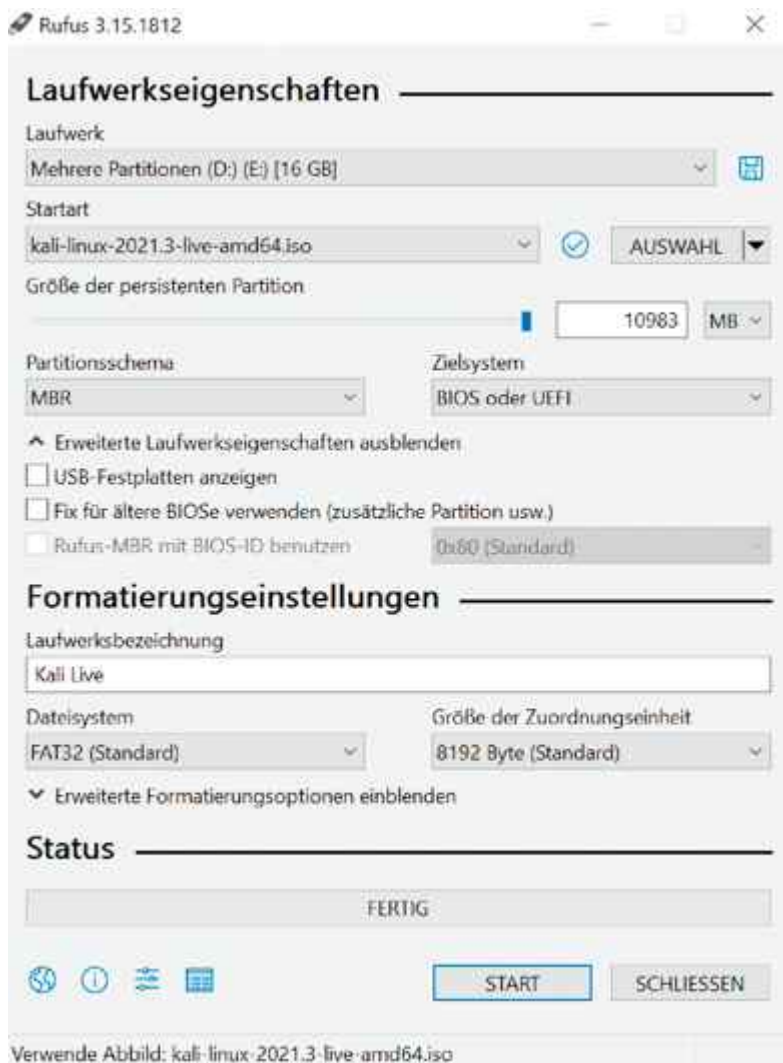 Rufus 3.15.1812
Laufwerkseigenschaften
Laufwerk
Mehrere Partitionen (D:) (E:) [16 GB]
Startart
kali-linux-2021.3-live-amd64.iso
AUSWAHL
Größe der persistenten Partition
10983 MB
Partitionsschema Zielsystem
MBR BIOS oder UEFI
Erweiterte Laufwerkseigenschaften ausblenden
USB-Festplatten anzeigen
Fix für ältere BIOSe verwenden (zusätzliche Partition usw.)
Rufus-MBR mit BIOS-ID benutzen 0x80 (Standard)
Formatierungseinstellungen
Laufwerksbezeichnung
Kali Live
Dateisystem Größe der Zuordnungseinheit
FAT32 (Standard) 8192 Byte (Standard)
Erweiterte Formatierungsoptionen einblenden
Status
FERTIG
START SCHLIESSEN
Verwende Abbild: kali-linux-2021.3-live-amd64.iso